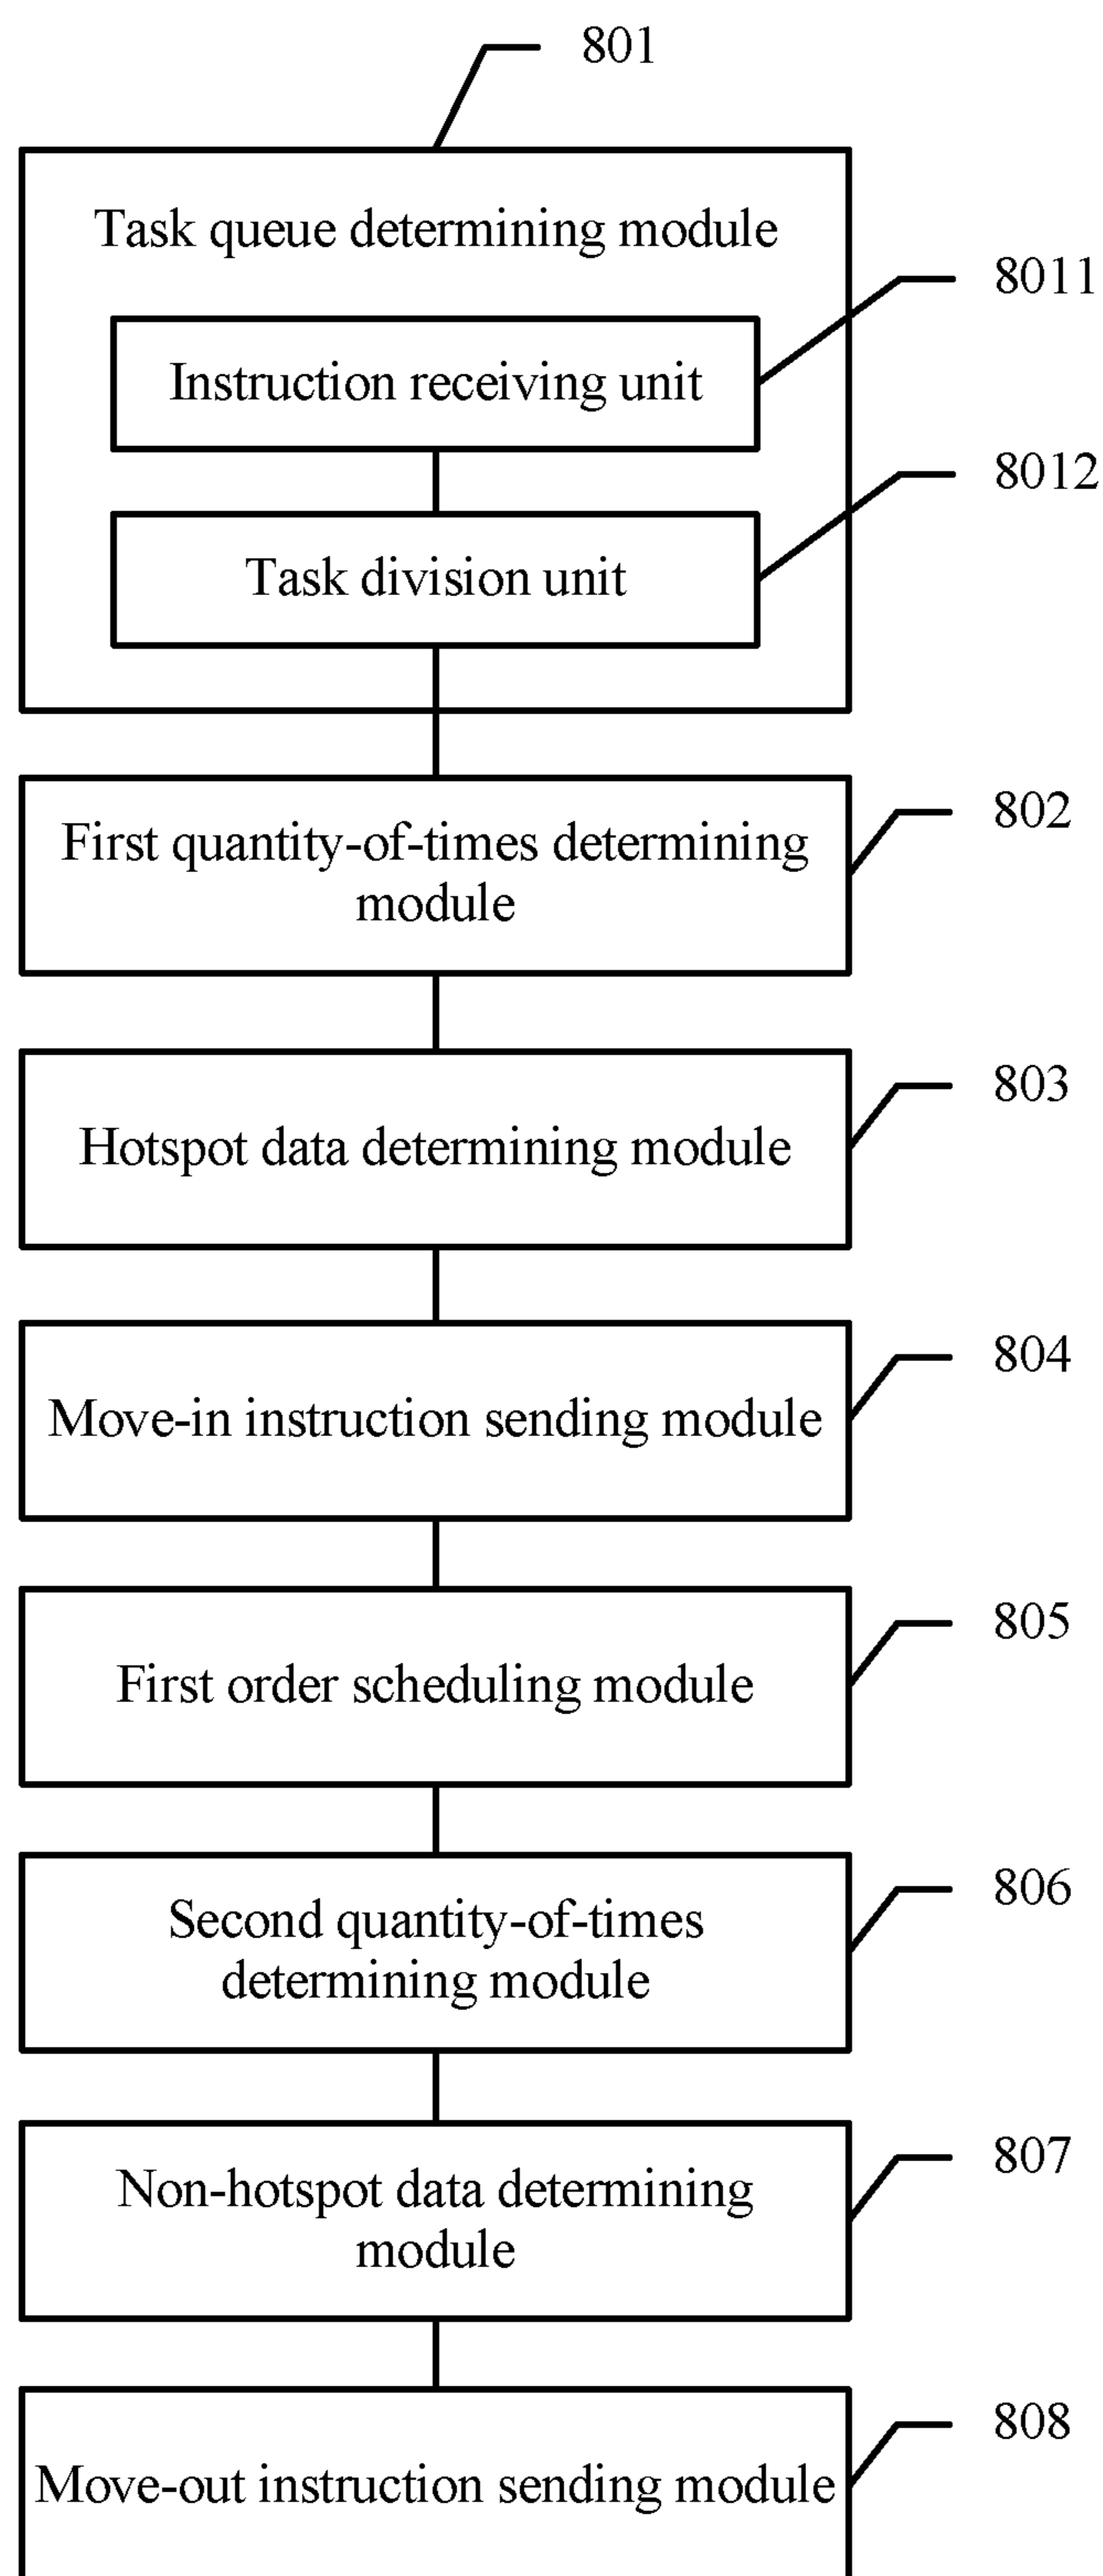 801
Task queue determining module
8011
Instruction receiving unit
8012
Task division unit
802
First quantity-of-times determining
module
803
Hotspot data determining module
804
Move-in instruction sending module
805
First order scheduling module
806
Second quantity-of-times
determining module
807
Non-hotspot data determining
module
808
Move-out instruction sending module